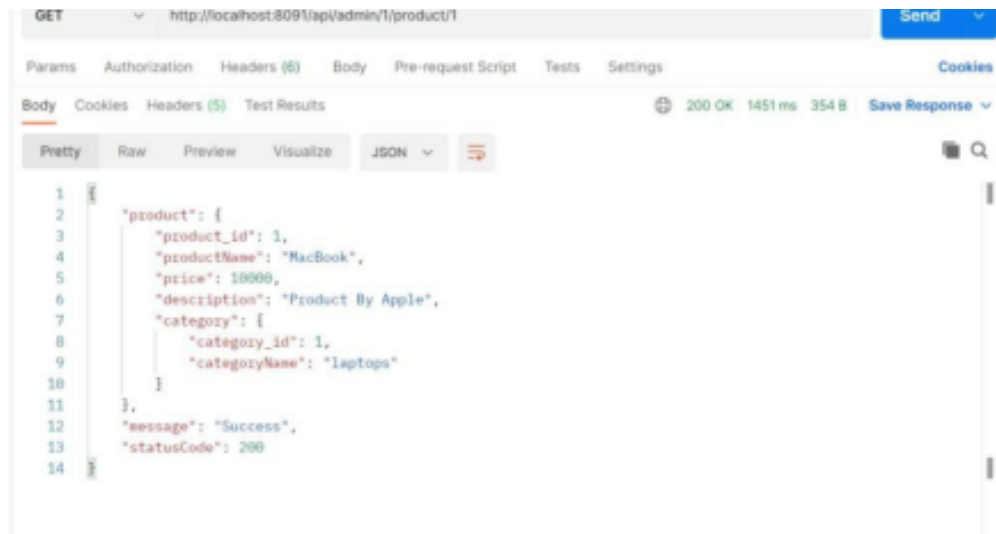 GET http://localhost:8091/api/admin/1/product/1 Send
Params Authorization Headers (6) Body Pre-request Script Tests Settings Cookies
Body Cookies Headers (5) Test Results 200 OK 1451 ms 354 B Save Response
Pretty Raw Preview Visualize JSON
1 {
2 "product": {
3 "product_id": 1,
4 "productName": "MacBook",
5 "price": 10000,
6 "description": "Product By Apple",
7 "category": {
8 "category_id": 1,
9 "categoryName": "laptops"
10 }
11 },
12 "message": "Success",
13 "statusCode": 200
14 }